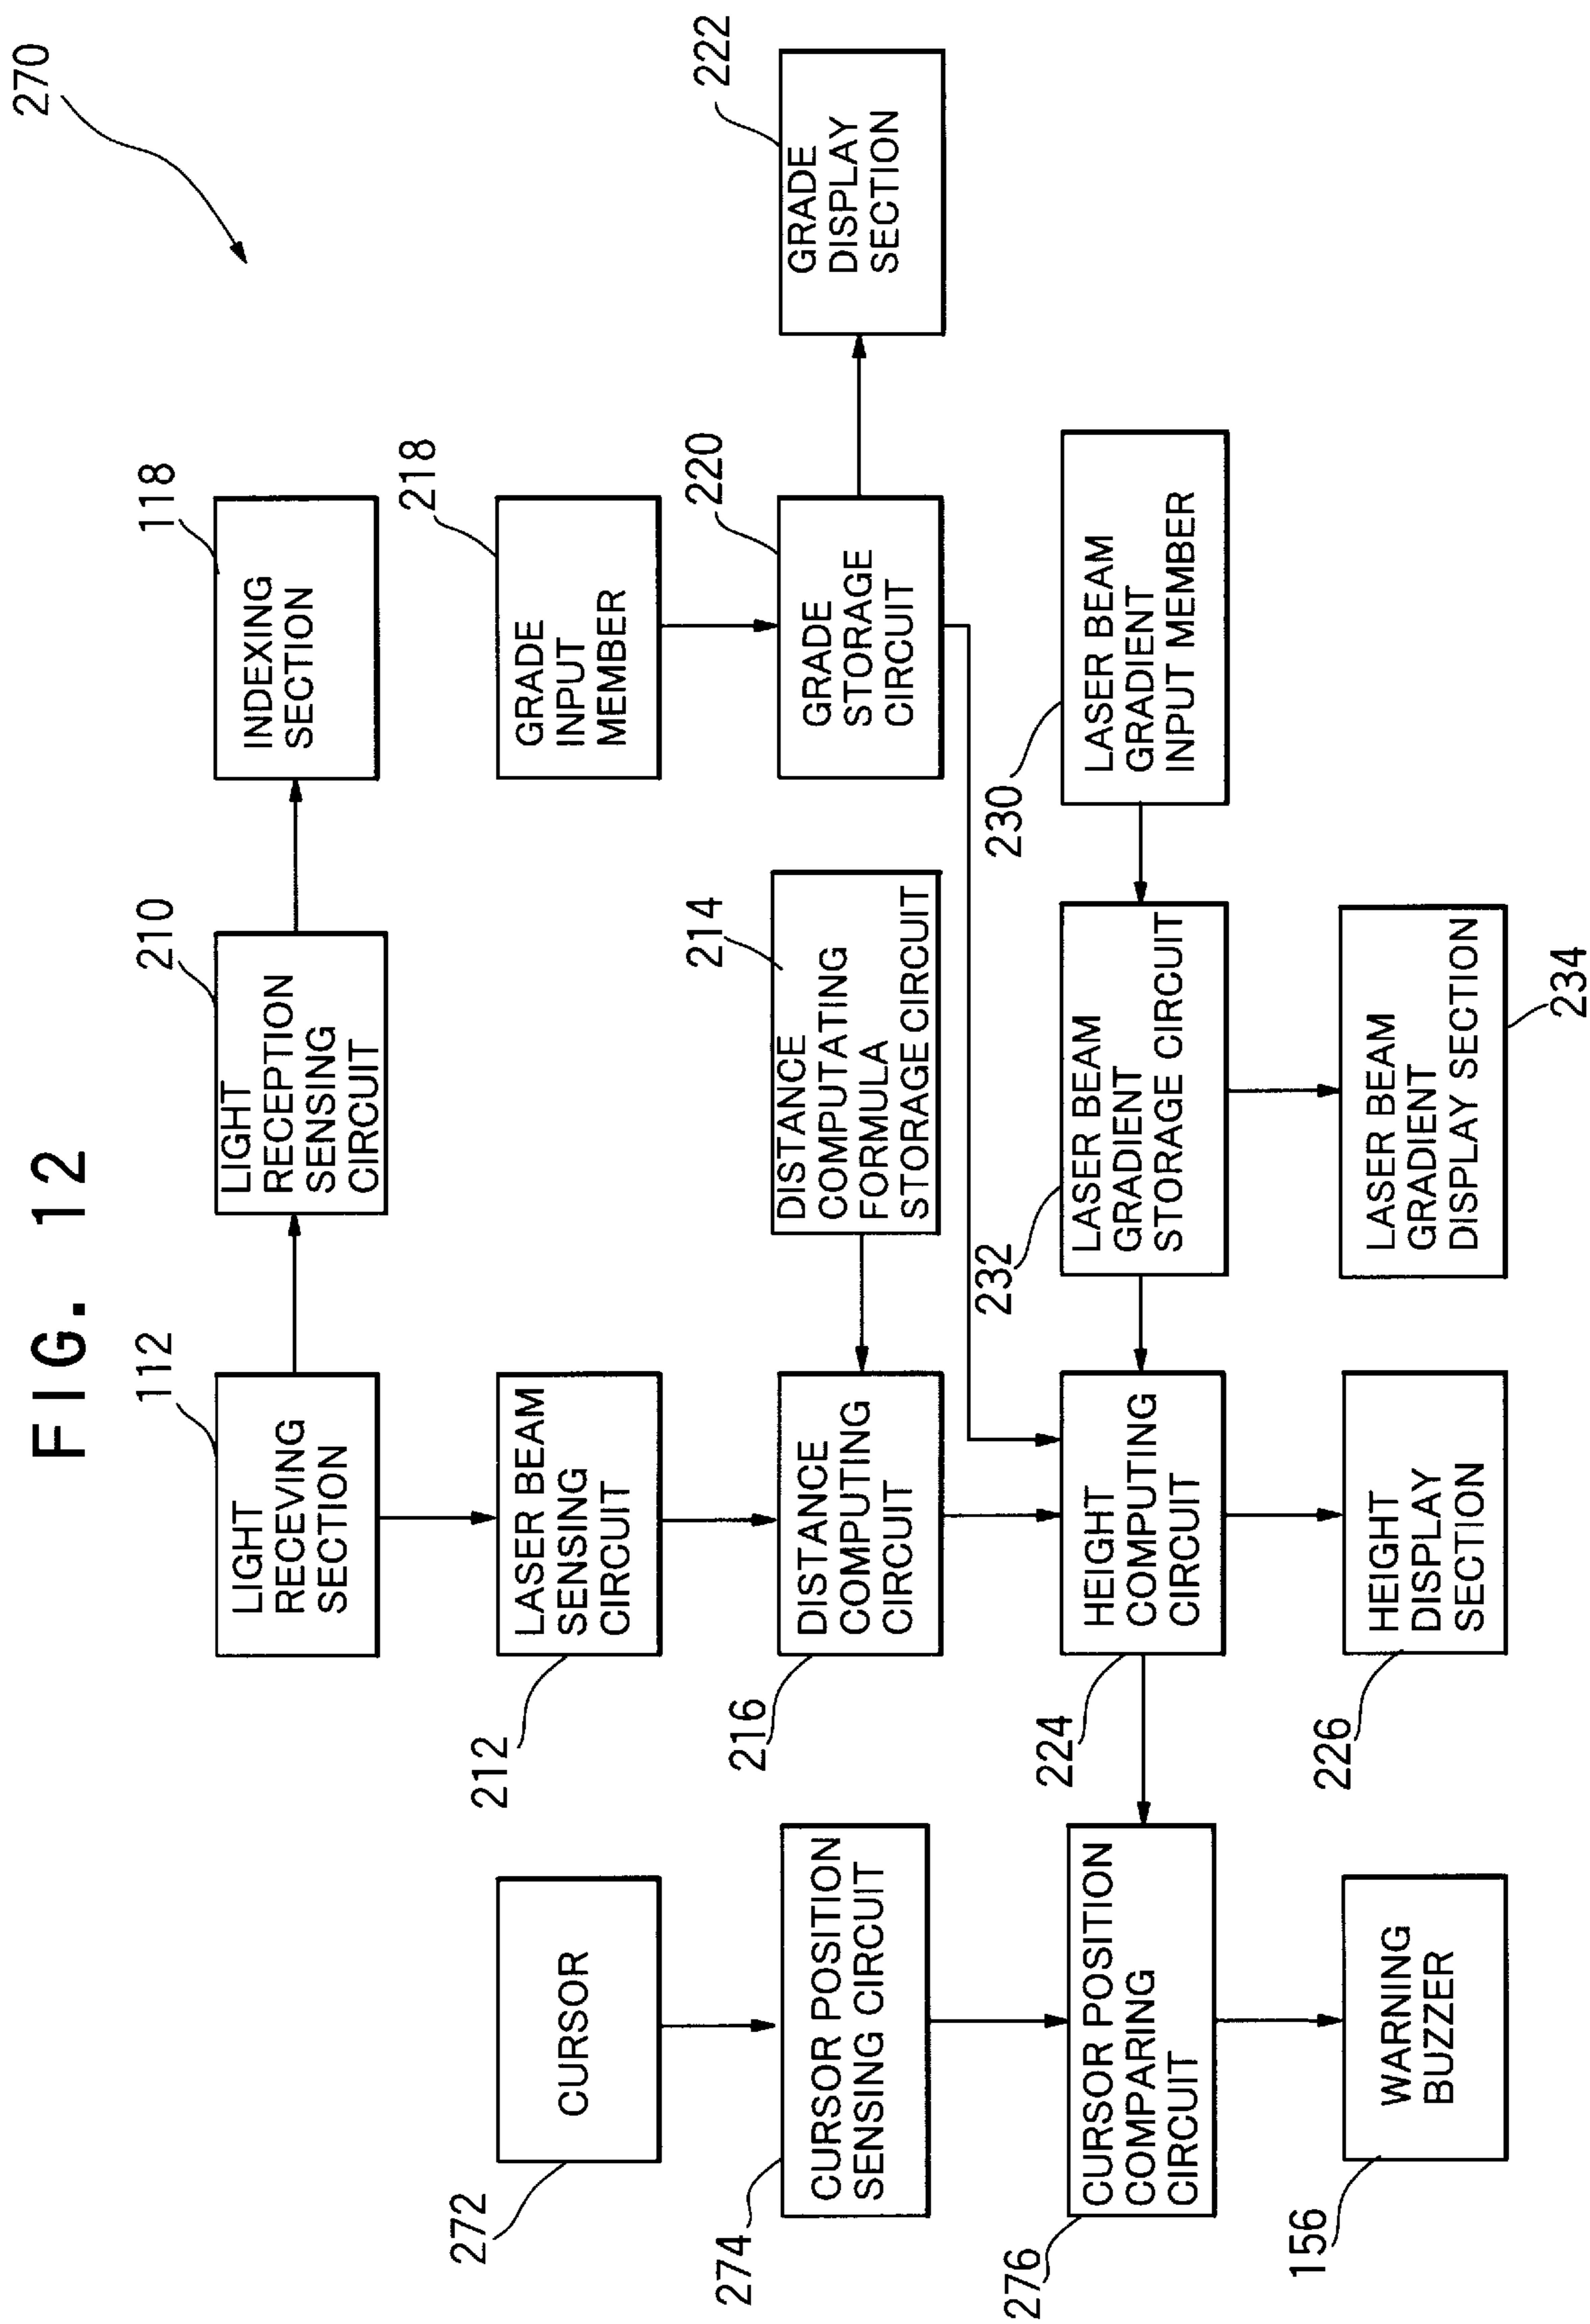 FIG. 12
270
112
LIGHT
RECEVING
SECTION
210
LIGHT
RECEPTION
SENSING
CIRCUIT
118
INDEXING
SECTION
272
CURSOR
212
LASER BEAM
SENSING
CIRCUIT
218
GRADE
INPUT
MEMBER
274
CURSOR POSITION
SENSING CIRCUIT
216
DISTANCE
COMPUTING
CIRCUIT
214
DISTANCE
COMPUTATING
FORMULA
STORAGE CIRCUIT
220
GRADE
STORAGE
CIRCUIT
222
GRADE
DISPLAY
SECTION
276
CURSOR POSITION
COMPARING
CIRCUIT
224
HEIGHT
COMPUTING
CIRCUIT
232
LASER BEAM
GRADIENT
STORAGE CIRCUIT
230
LASER BEAM
GRADIENT
INPUT MEMBER
156
WARNING
BUZZER
226
HEIGHT
DISPLAY
SECTION
LASER BEAM
GRADIENT
DISPLAY SECTION
234